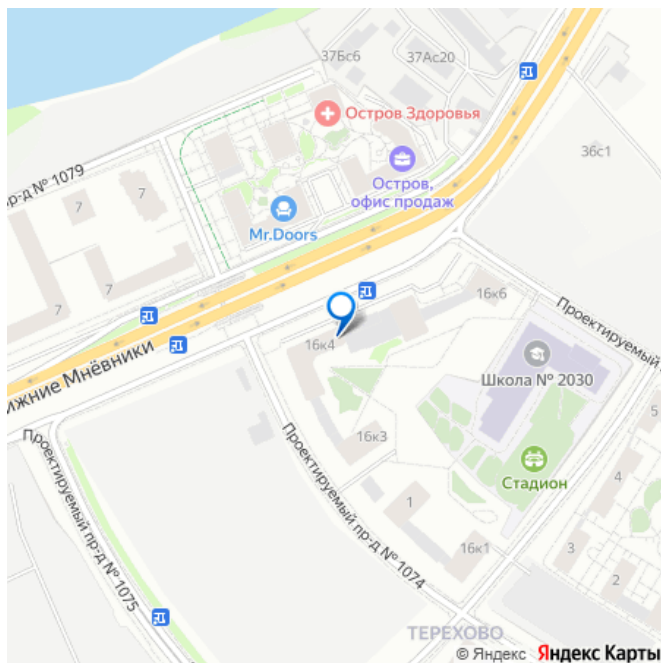 37Бс6
37Ас20
Остров Здоровья
36с1
Остров,
офис продаж
пр-д № 1079
7
7
7
Mr.Doors
7
7
16к6
Проектируемый
16к4
Школа № 2030
ижние Мнёвники
16к3
5
Проектируемый пр-д № 1075
Проектируемый пр-д № 1074
Стадион
4
1
16к1
3
2
ТЕРЕХОВО
© Яндекс Яндекс Карты